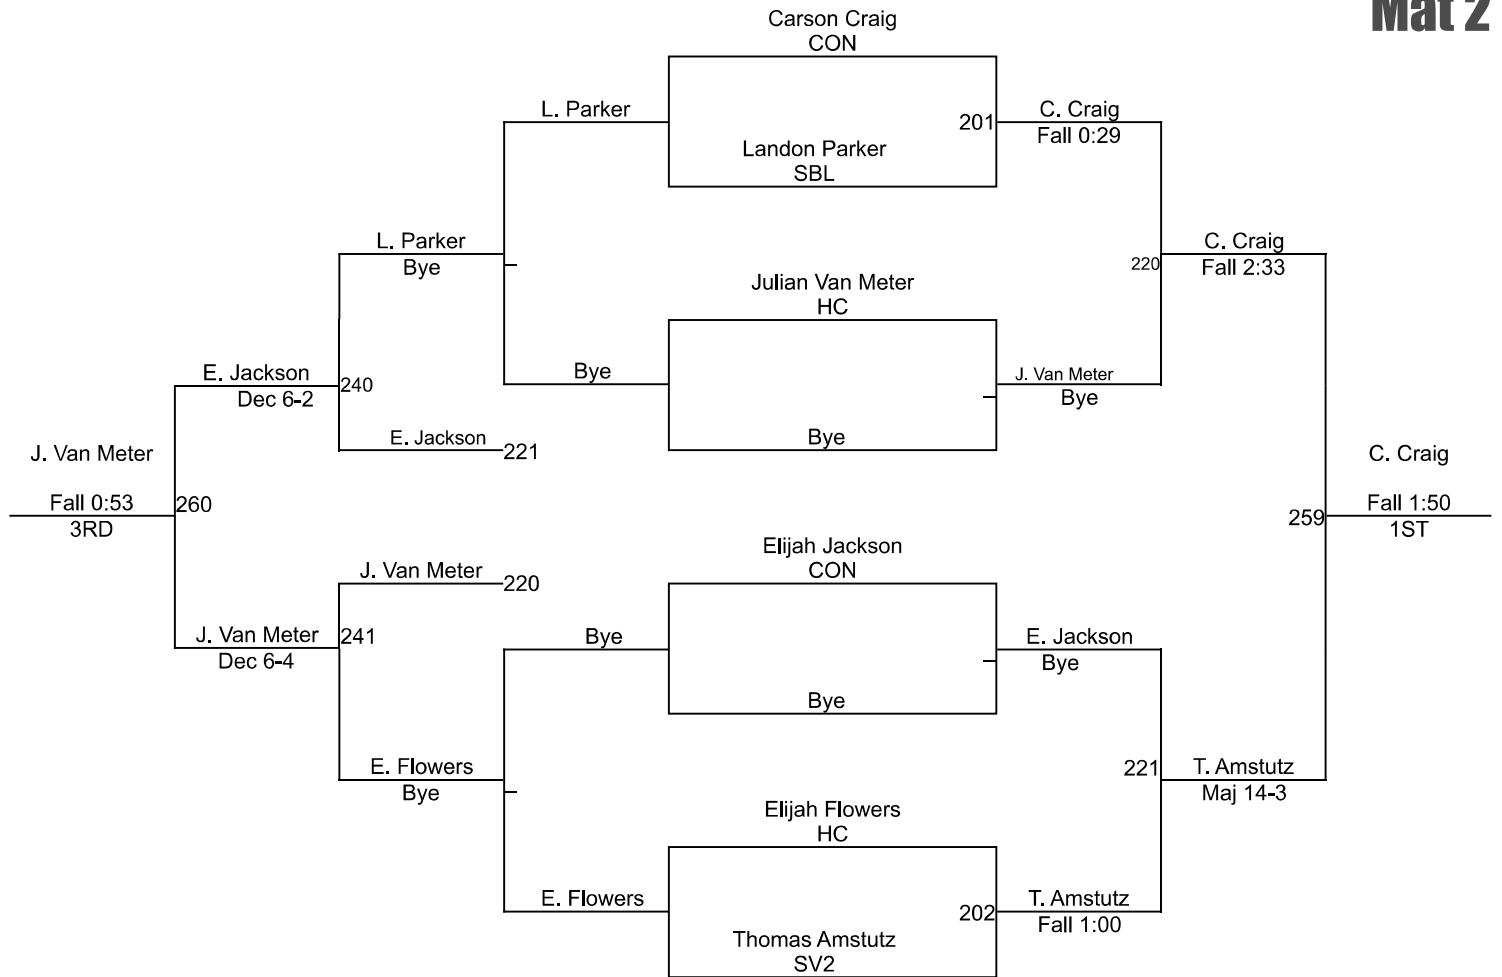 Mat 2
Carson Craig
CON
L. Parker
201
C. Craig
Fall 0:29
Landon Parker
SBL
L. Parker
Bye
220
C. Craig
Fall 2:33
Julian Van Meter
HC
E. Jackson
240
Dec 6-2
Bye
J. Van Meter
Bye
E. Jackson
221
Bye
J. Van Meter
Fall 0:53
260
3RD
C. Craig
259
Fall 1:50
1ST
Elijah Jackson
CON
J. Van Meter
220
J. Van Meter
241
Dec 6-4
Bye
E. Jackson
Bye
Bye
E. Flowers
Bye
221
T. Amstutz
Maj 14-3
Elijah Flowers
HC
E. Flowers
202
T. Amstutz
Fall 1:00
Thomas Amstutz
SV2